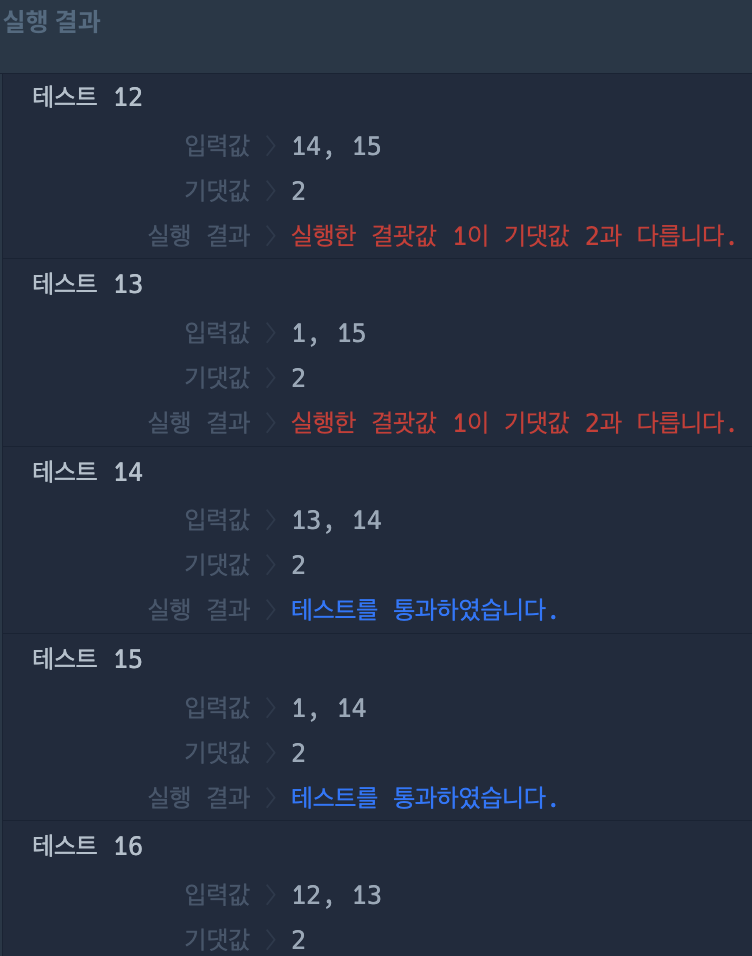 실행 결과
테스트 12
입력값 〉 14, 15
기댓값 〉 2
실행 결과 〉 실행한 결괏값 1이 기댓값 2과 다릅니다.
테스트 13
입력값 〉 1, 15
기댓값 〉 2
실행 결과 〉 실행한 결괏값 1이 기댓값 2과 다릅니다.
테스트 14
입력값 〉 13, 14
기댓값 〉 2
실행 결과 〉 테스트를 통과하였습니다.
테스트 15
입력값 〉 1, 14
기댓값 〉 2
실행 결과 〉 테스트를 통과하였습니다.
테스트 16
입력값 〉 12, 13
기댓값 〉 2